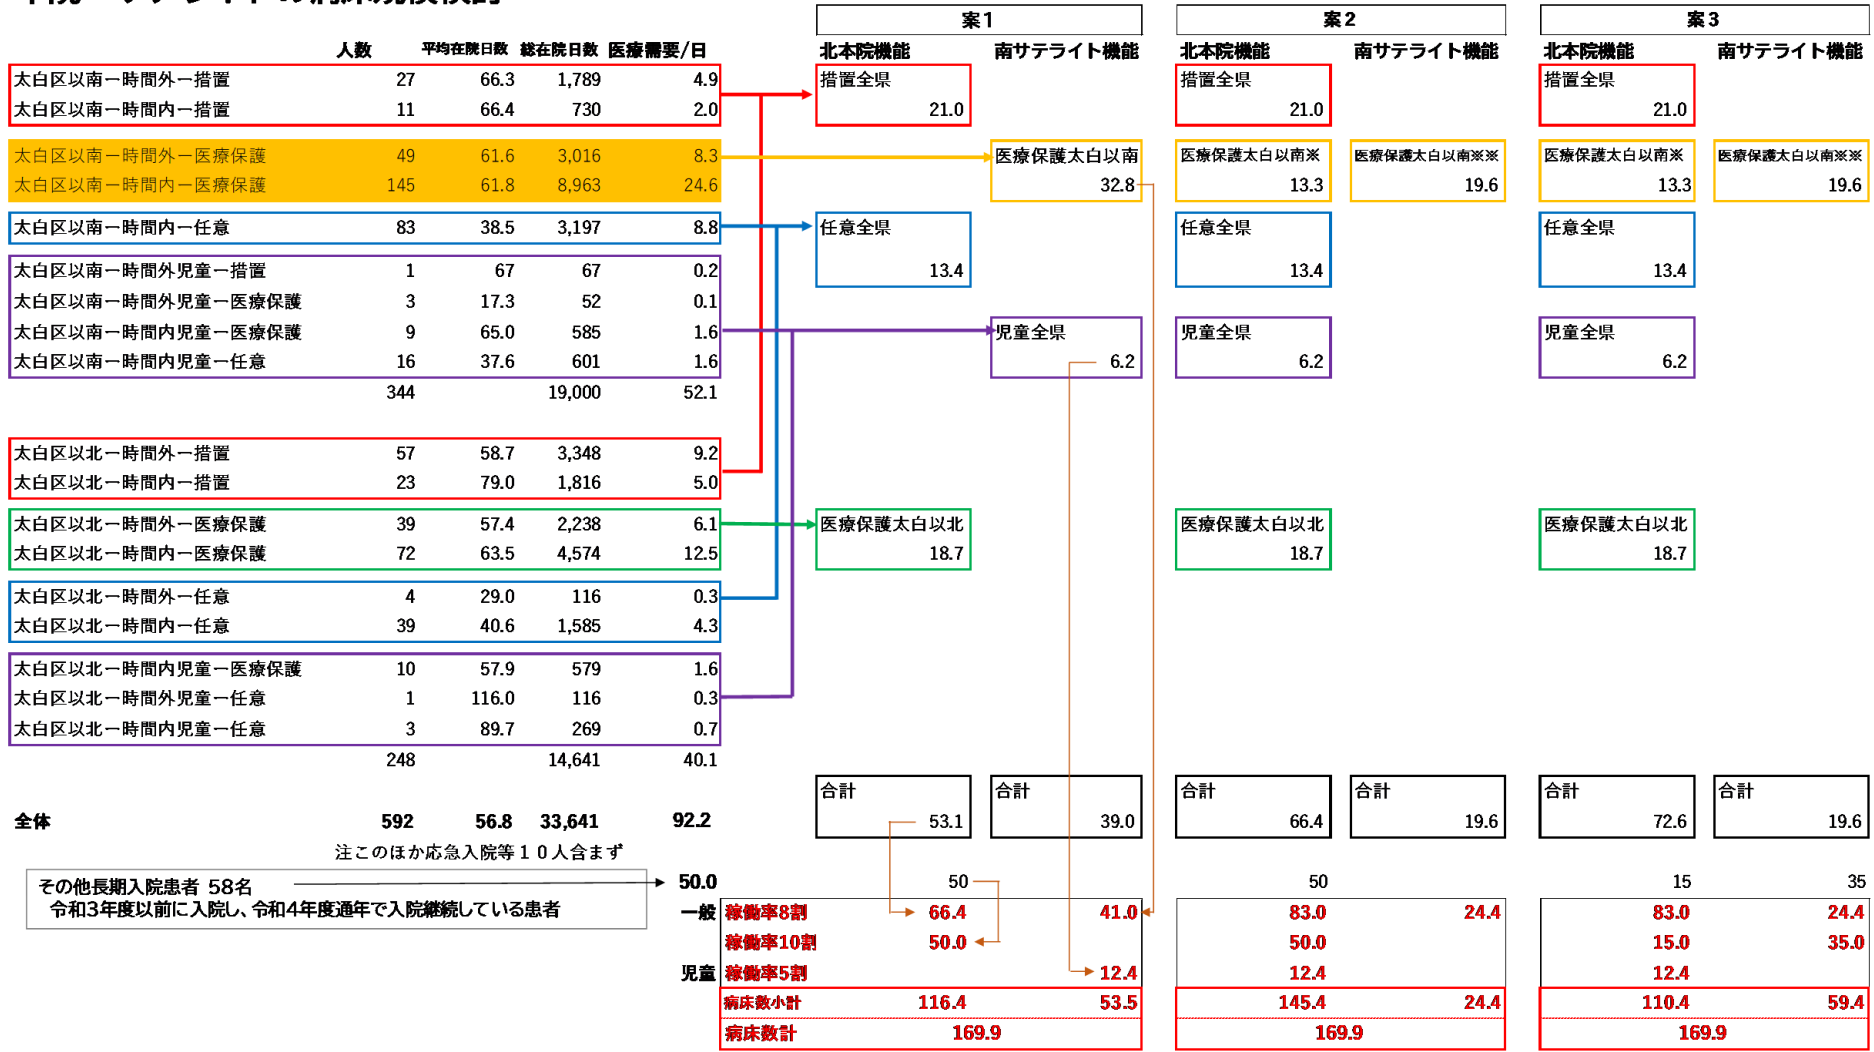 案1 案2 案3
人数 平均在院日数 総在院日数 医療需要/日 北本院機能 南サテライト機能 北本院機能 南サテライト機能 北本院機能 南サテライト機能
太白区以南ー時間外ー措置 27 66.3 1,789 4.9 措置全県 措置全県 措置全県
太白区以南ー時間内ー措置 11 66.4 730 2.0 21.0 21.0 21.0
太白区以南ー時間外ー医療保護 49 61.6 3,016 8.3 医療保護太白以南 医療保護太白以南※ 医療保護太白以南※※ 医療保護太白以南※ 医療保護太白以南※※
太白区以南ー時間内ー医療保護 145 61.8 8,963 24.6 32.8 13.3 19.6 13.3 19.6
太白区以南ー時間内ー任意 83 38.5 3,197 8.8 任意全県 任意全県 任意全県
太白区以南ー時間外児童ー措置 1 67 67 0.2 13.4 13.4 13.4
太白区以南ー時間外児童ー医療保護 3 17.3 52 0.1
太白区以南ー時間内児童ー医療保護 9 65.0 585 1.6 児童全県 児童全県 児童全県
太白区以南ー時間内児童ー任意 16 37.6 601 1.6 6.2 6.2 6.2
344 19,000 52.1
太白区以北ー時間外ー措置 57 58.7 3,348 9.2
太白区以北ー時間内ー措置 23 79.0 1,816 5.0
太白区以北ー時間外ー医療保護 39 57.4 2,238 6.1 医療保護太白以北 医療保護太白以北 医療保護太白以北
太白区以北ー時間内ー医療保護 72 63.5 4,574 12.5 18.7 18.7 18.7
太白区以北ー時間外ー任意 4 29.0 116 0.3
太白区以北ー時間内ー任意 39 40.6 1,585 4.3
太白区以北ー時間内児童ー医療保護 10 57.9 579 1.6
太白区以北ー時間外児童ー任意 1 116.0 116 0.3
太白区以北ー時間内児童ー任意 3 89.7 269 0.7
248 14,641 40.1
合計 合計 合計 合計 合計 合計
全体 592 56.8 33,641 92.2 53.1 39.0 66.4 19.6 72.6 19.6
注このほか応急入院等１０人含まず
その他長期入院患者 58名 50.0 50 50 15 35
令和3年度以前に入院し、令和4年度通年で入院継続している患者
一般 稼働率8割 66.4 41.0 83.0 24.4 83.0 24.4
稼働率10割 50.0 50.0 15.0 35.0
児童 稼働率5割 12.4 12.4 12.4
病床数小計 116.4 53.5 145.4 24.4 110.4 59.4
病床数計 169.9 169.9 169.9